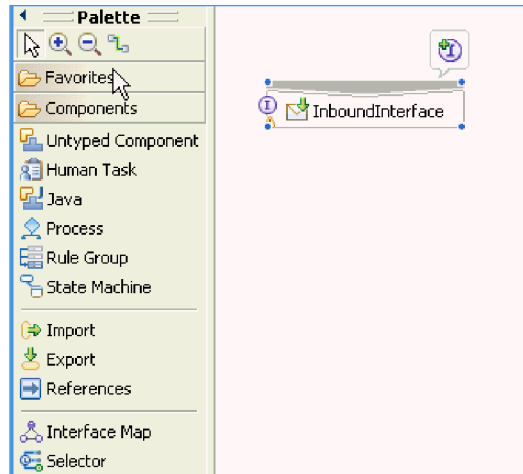 Palette
Favorites
Components
Untyped Component
Human Task
Java
Process
Rule Group
State Machine
Import
Export
References
Interface Map
Selector
I
I InboundInterface